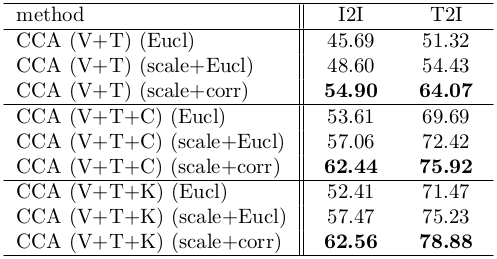 method I2I T2I
CCA (V+T) (Eucl) 45.69 51.32
CCA (V+T) (scale+Eucl) 48.60 54.43
CCA (V+T) (scale+corr) 54.90 64.07
CCA (V+T+C) (Eucl) 53.61 69.69
CCA (V+T+C) (scale+Eucl) 57.06 72.42
CCA (V+T+C) (scale+corr) 62.44 75.92
CCA (V+T+K) (Eucl) 52.41 71.47
CCA (V+T+K) (scale+Eucl) 57.47 75.23
CCA (V+T+K) (scale+corr) 62.56 78.88